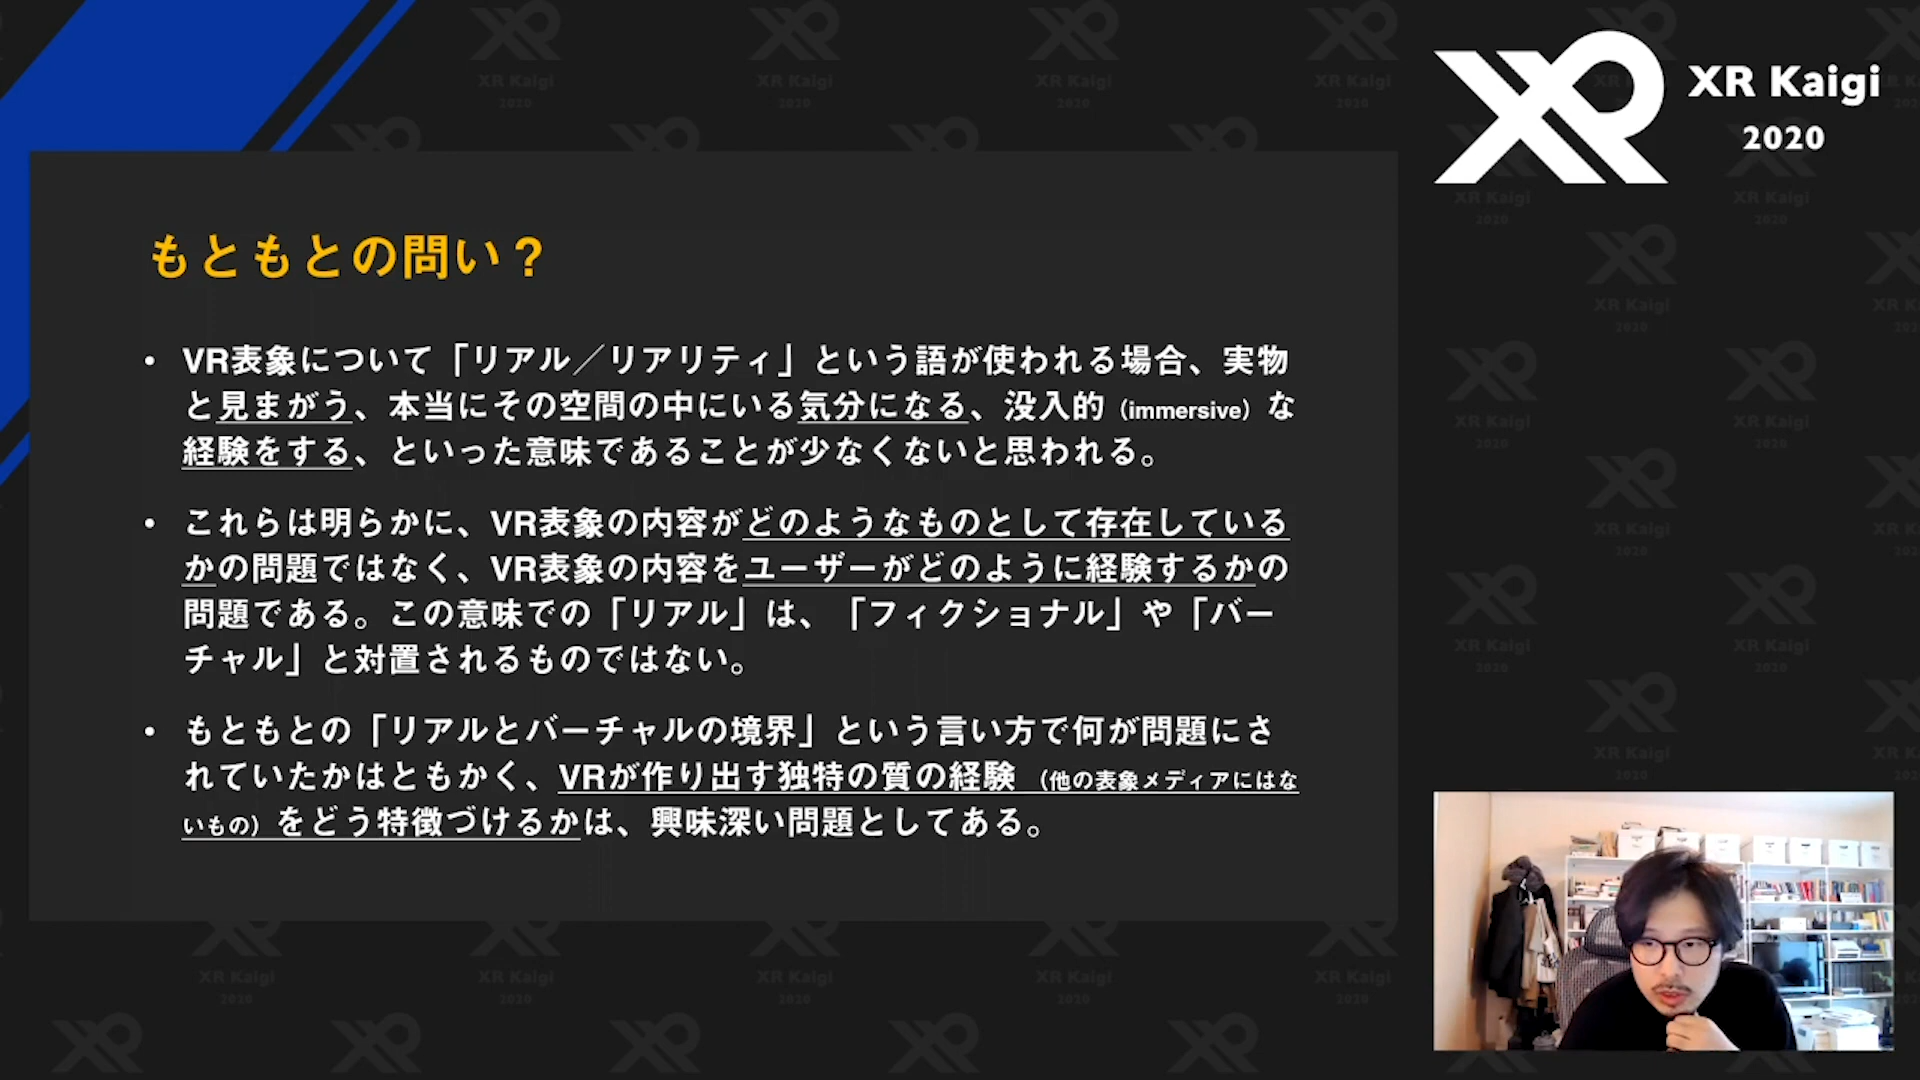 XR Kaigi
2020
もともとの問い？
• VR表象について「リアル／リアリティ」という語が使われる場合、実物
と見まがう、本当にその空間の中にいる気分になる、没入的（immersive）な
経験をする、といった意味であることが少なくないと思われる。
• これらは明らかに、VR表象の内容がどのようなものとして存在している
かの問題ではなく、VR表象の内容をユーザーがどのように経験するかの
問題である。この意味での「リアル」は、「フィクショナル」や「バー
チャル」と対置されるものではない。
• もともとの「リアルとバーチャルの境界」という言い方で何が問題にさ
れていたかはともかく、VRが作り出す独特の質の経験（他の表象メディアにはな
いもの）をどう特徴づけるかは、興味深い問題としてある。